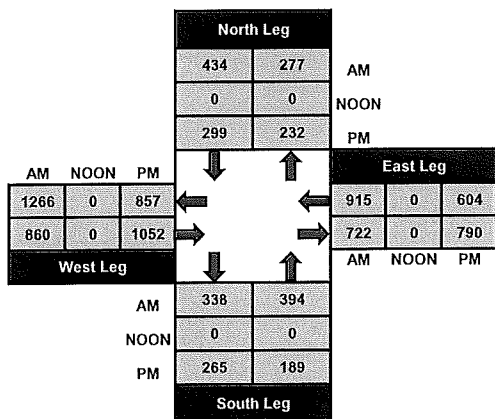 North Leg
434 277 AM
0 0 NOON
299 232 PM
AM NOON PM
East Leg
1266 0 857
915 0 604
860 0 1052
722 0 790
West Leg
AM NOON PM
AM 338 394
NOON 0 0
PM 265 189
South Leg